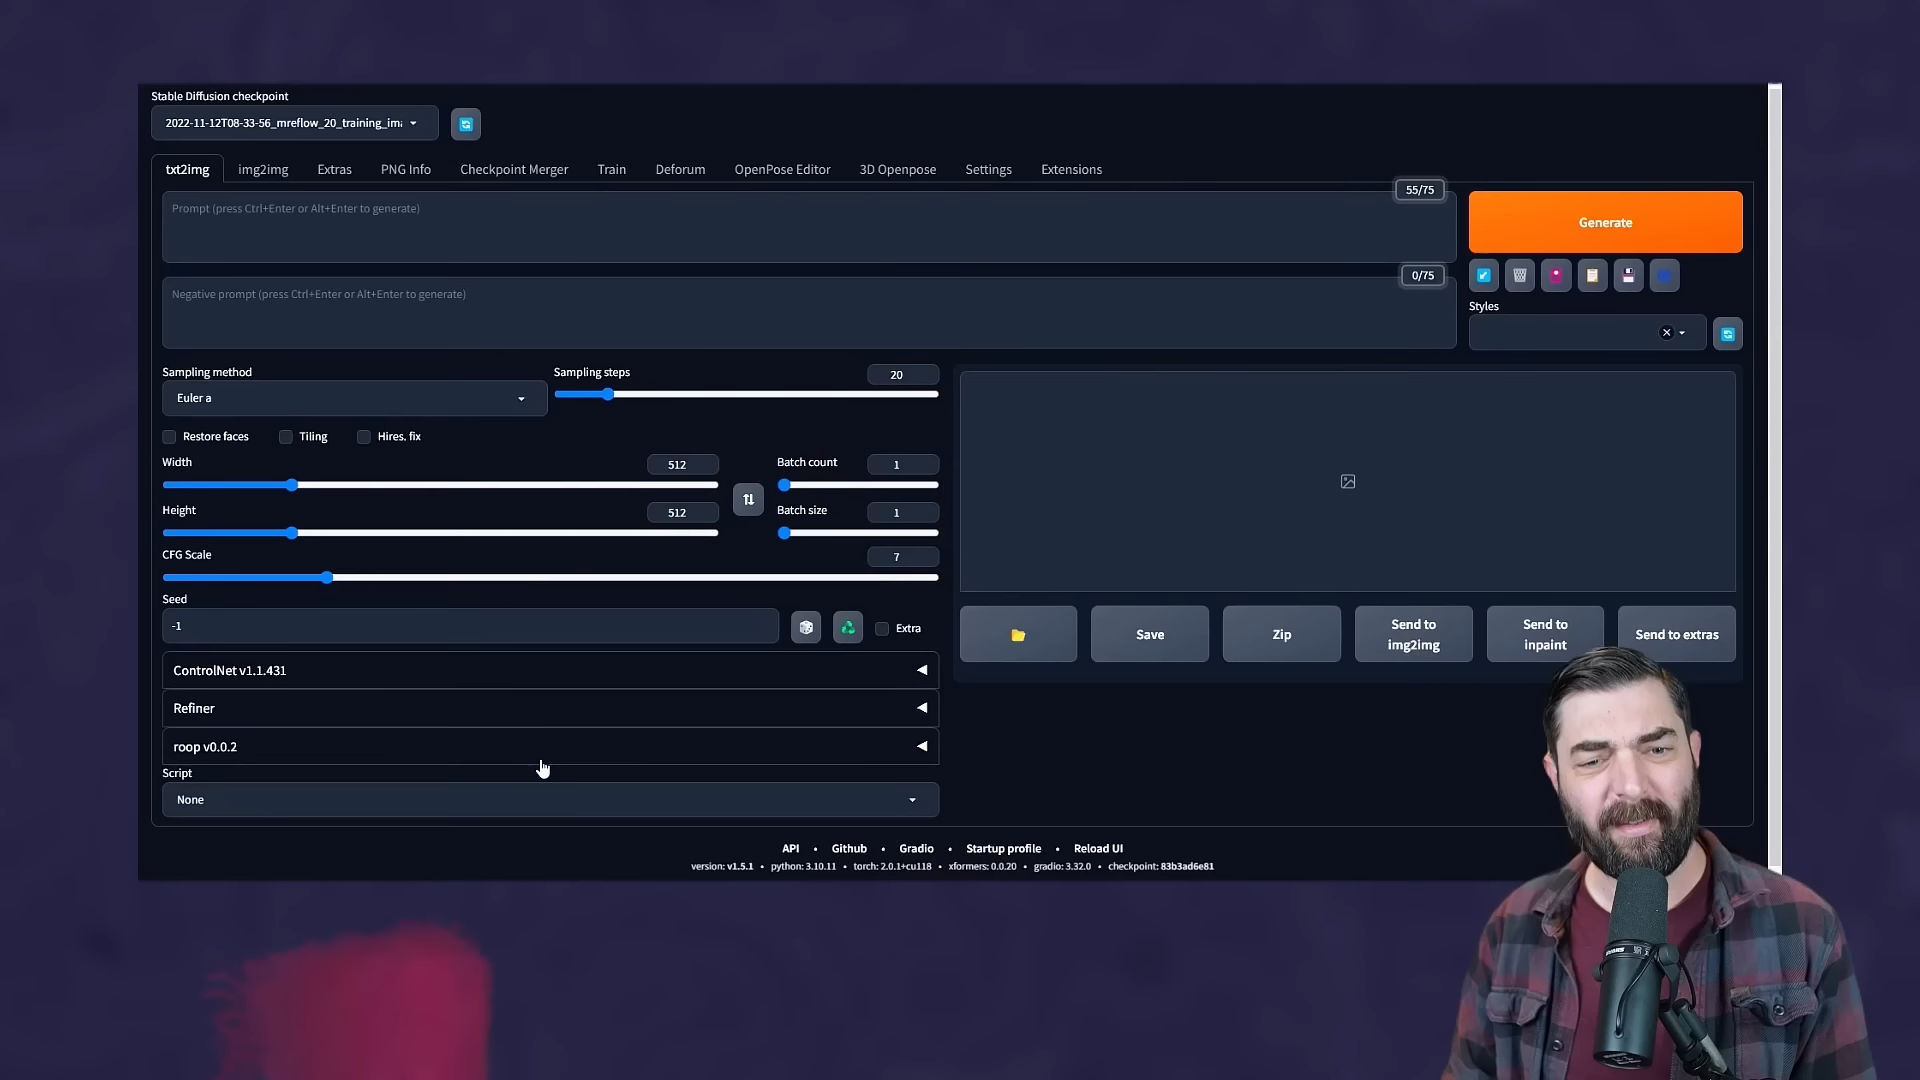 Stable Diffusion checkpoint
2022-11-12T08-33-56_mreflow_20_training_im
txt2img img2img Extras PNG Info Checkpoint Merger Train Deforum OpenPose Editor 3D Openpose Settings Extensions
55/75
Prompt (press Ctrl+Enter or Alt+Enter to generate)
Generate
0/75
Negative prompt (press Ctrl+Enter or Alt+Enter to generate)
Styles
Sampling method
Euler a
Sampling steps
20
Restore faces Tiling Hires. fix
Width
512
Batch count
1
Height
512
Batch size
1
CFG Scale
7
Seed
-1
Extra
Save
Zip
Send to
img2img
Send to
inpaint
Send to extras
ControlNet v1.1.431
Refiner
roop v0.0.2
Script
None
API • Github • Gradio • Startup profile • Reload UI
version: v1.5.1 • python: 3.10.11 • torch: 2.0.1+cu118 • xformers: 0.0.20 • gradio: 3.32.0 • checkpoint: 83b3ad6e81